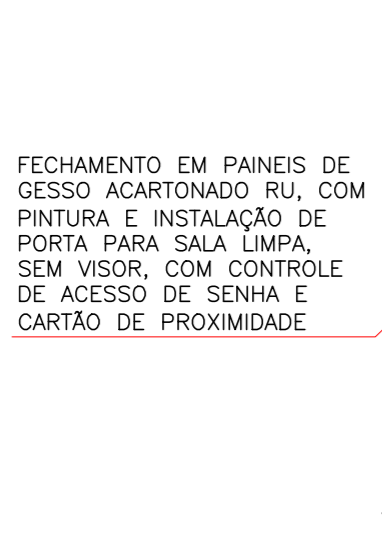 FECHAMENTO EM PAINEIS DE
GESSO ACARTONADO RU, COM
PINTURA E INSTALAÇÃO DE
PORTA PARA SALA LIMPA,
SEM VISOR, COM CONTROLE
DE ACESSO DE SENHA E
CARTÃO DE PROXIMIDADE